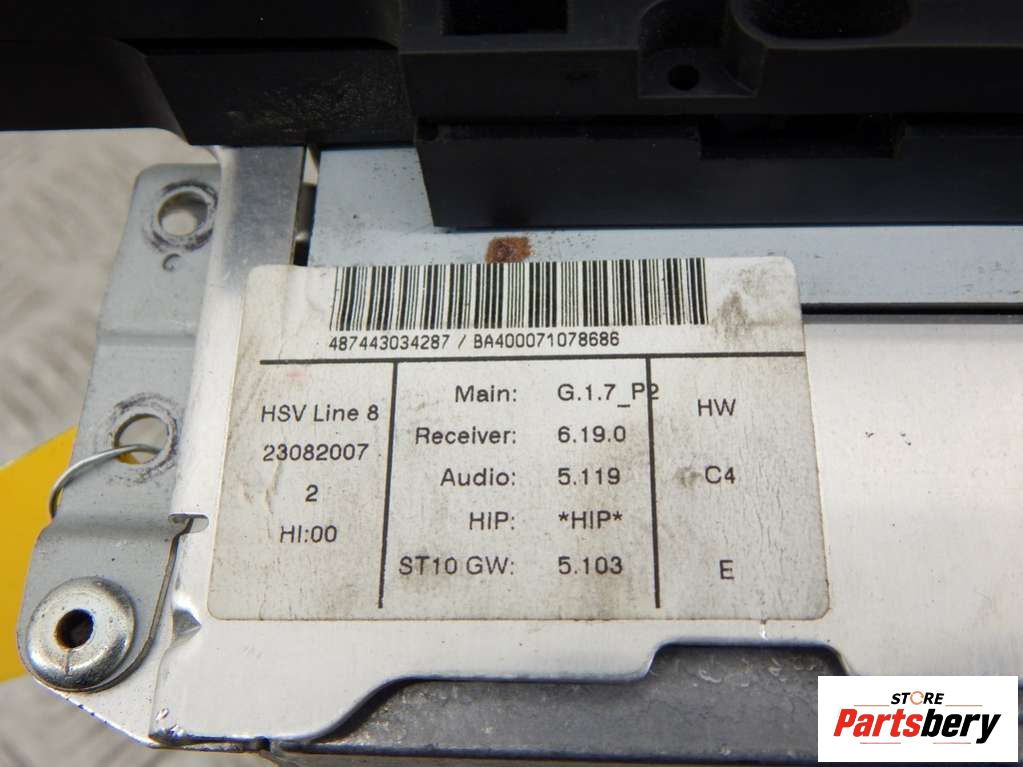 487443034287 / BA400071078686
HSV Line 8
23082007
2
HI:00
Main: G.1.7_P2
Receiver: 6.19.0
Audio: 5.119
HIP: *HIP*
ST10 GW: 5.103
HW
C4
E
STORE
Partsbery